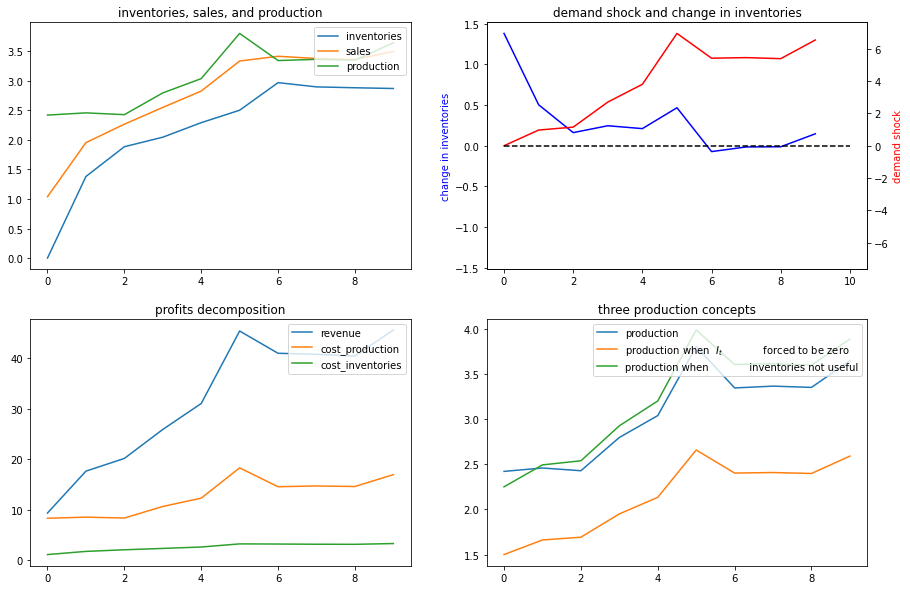 inventories, sales, and production
inventories
sales
production
3.5
3.0
2.5
2.0
1.5
1.0
0.5
0.0
0 2 4 6 8
demand shock and change in inventories
change in inventories
1.5
1.0
0.5
0.0
−0.5
−1.0
−1.5
6
4
2
0
−2
−4
−6
demand shock
0 2 4 6 8 10
profits decomposition
revenue
cost_production
cost_inventories
40
30
20
10
0
0 2 4 6 8
three production concepts
production
production when I_t forced to be zero
production when inventories not useful
4.0
3.5
3.0
2.5
2.0
1.5
0 2 4 6 8